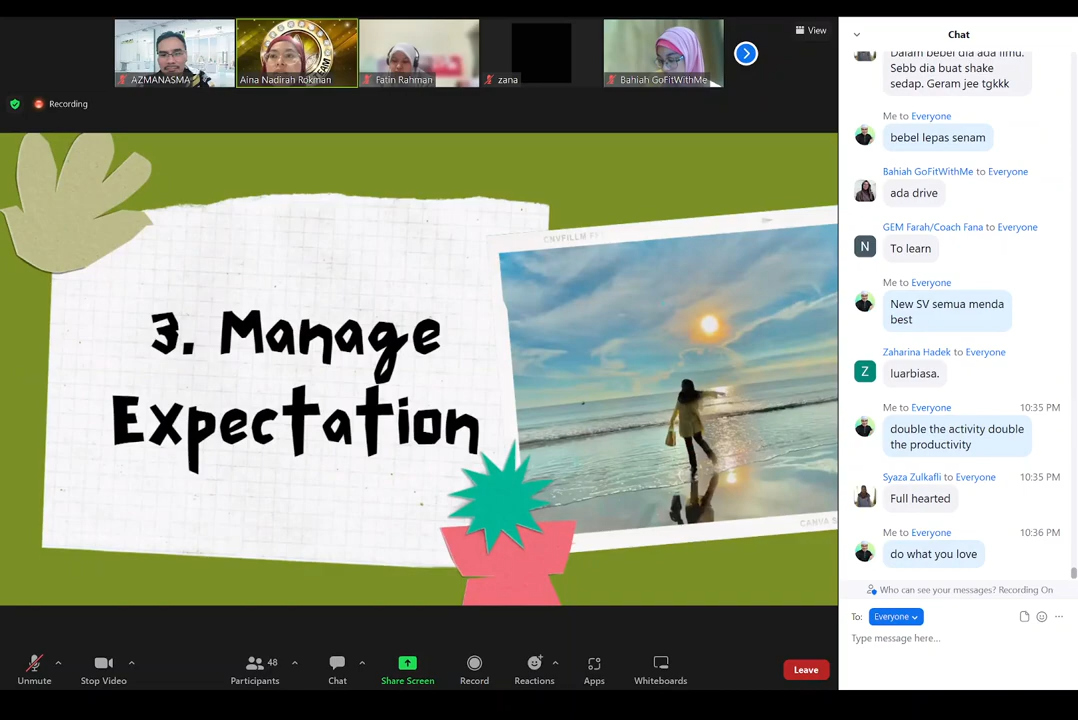 View
AZMANASMA
Aina Nadirah Rokman
Fatin Rahman
zana
Bahiah GoFitWithMe
Recording
CNVFILLM F
3. Manage
Expectation
CANVA S
Chat
Dalam bebel dia ada ilmu.
Sebb dia buat shake
sedap. Geram jee tgkkk
Me to Everyone
bebel lepas senam
Bahiah GoFitWithMe to Everyone
ada drive
GEM Farah/Coach Fana to Everyone
N
To learn
Me to Everyone
New SV semua menda
best
Zaharina Hadek to Everyone
Z
luarbiasa.
Me to Everyone 10:35 PM
double the activity double
the productivity
Syaza Zulkafli to Everyone 10:35 PM
Full hearted
Me to Everyone 10:36 PM
do what you love
Who can see your messages? Recording On
To: Everyone
Type message here...
Unmute
Stop Video
48
Participants
Chat
Share Screen
Record
Reactions
Apps
Whiteboards
Leave